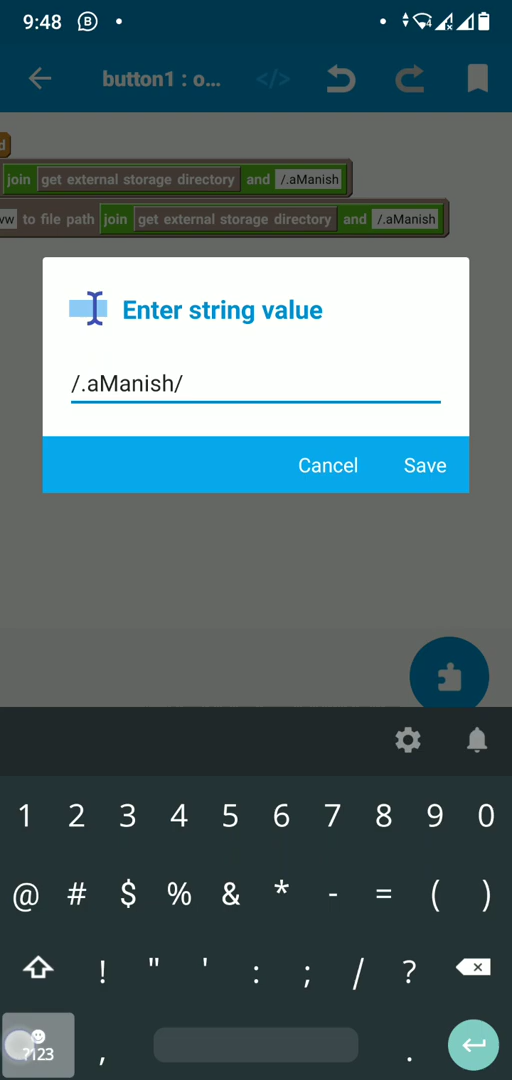 9:48
button1 : o... </>
d
join get external storage directory and /.aManish
vw to file path join get external storage directory and /.aManish
Enter string value
/.aManish/
Cancel Save
1 2 3 4 5 6 7 8 9 0
@ # $ % & * - = ( )
! " ' : ; / ?
?123 , .